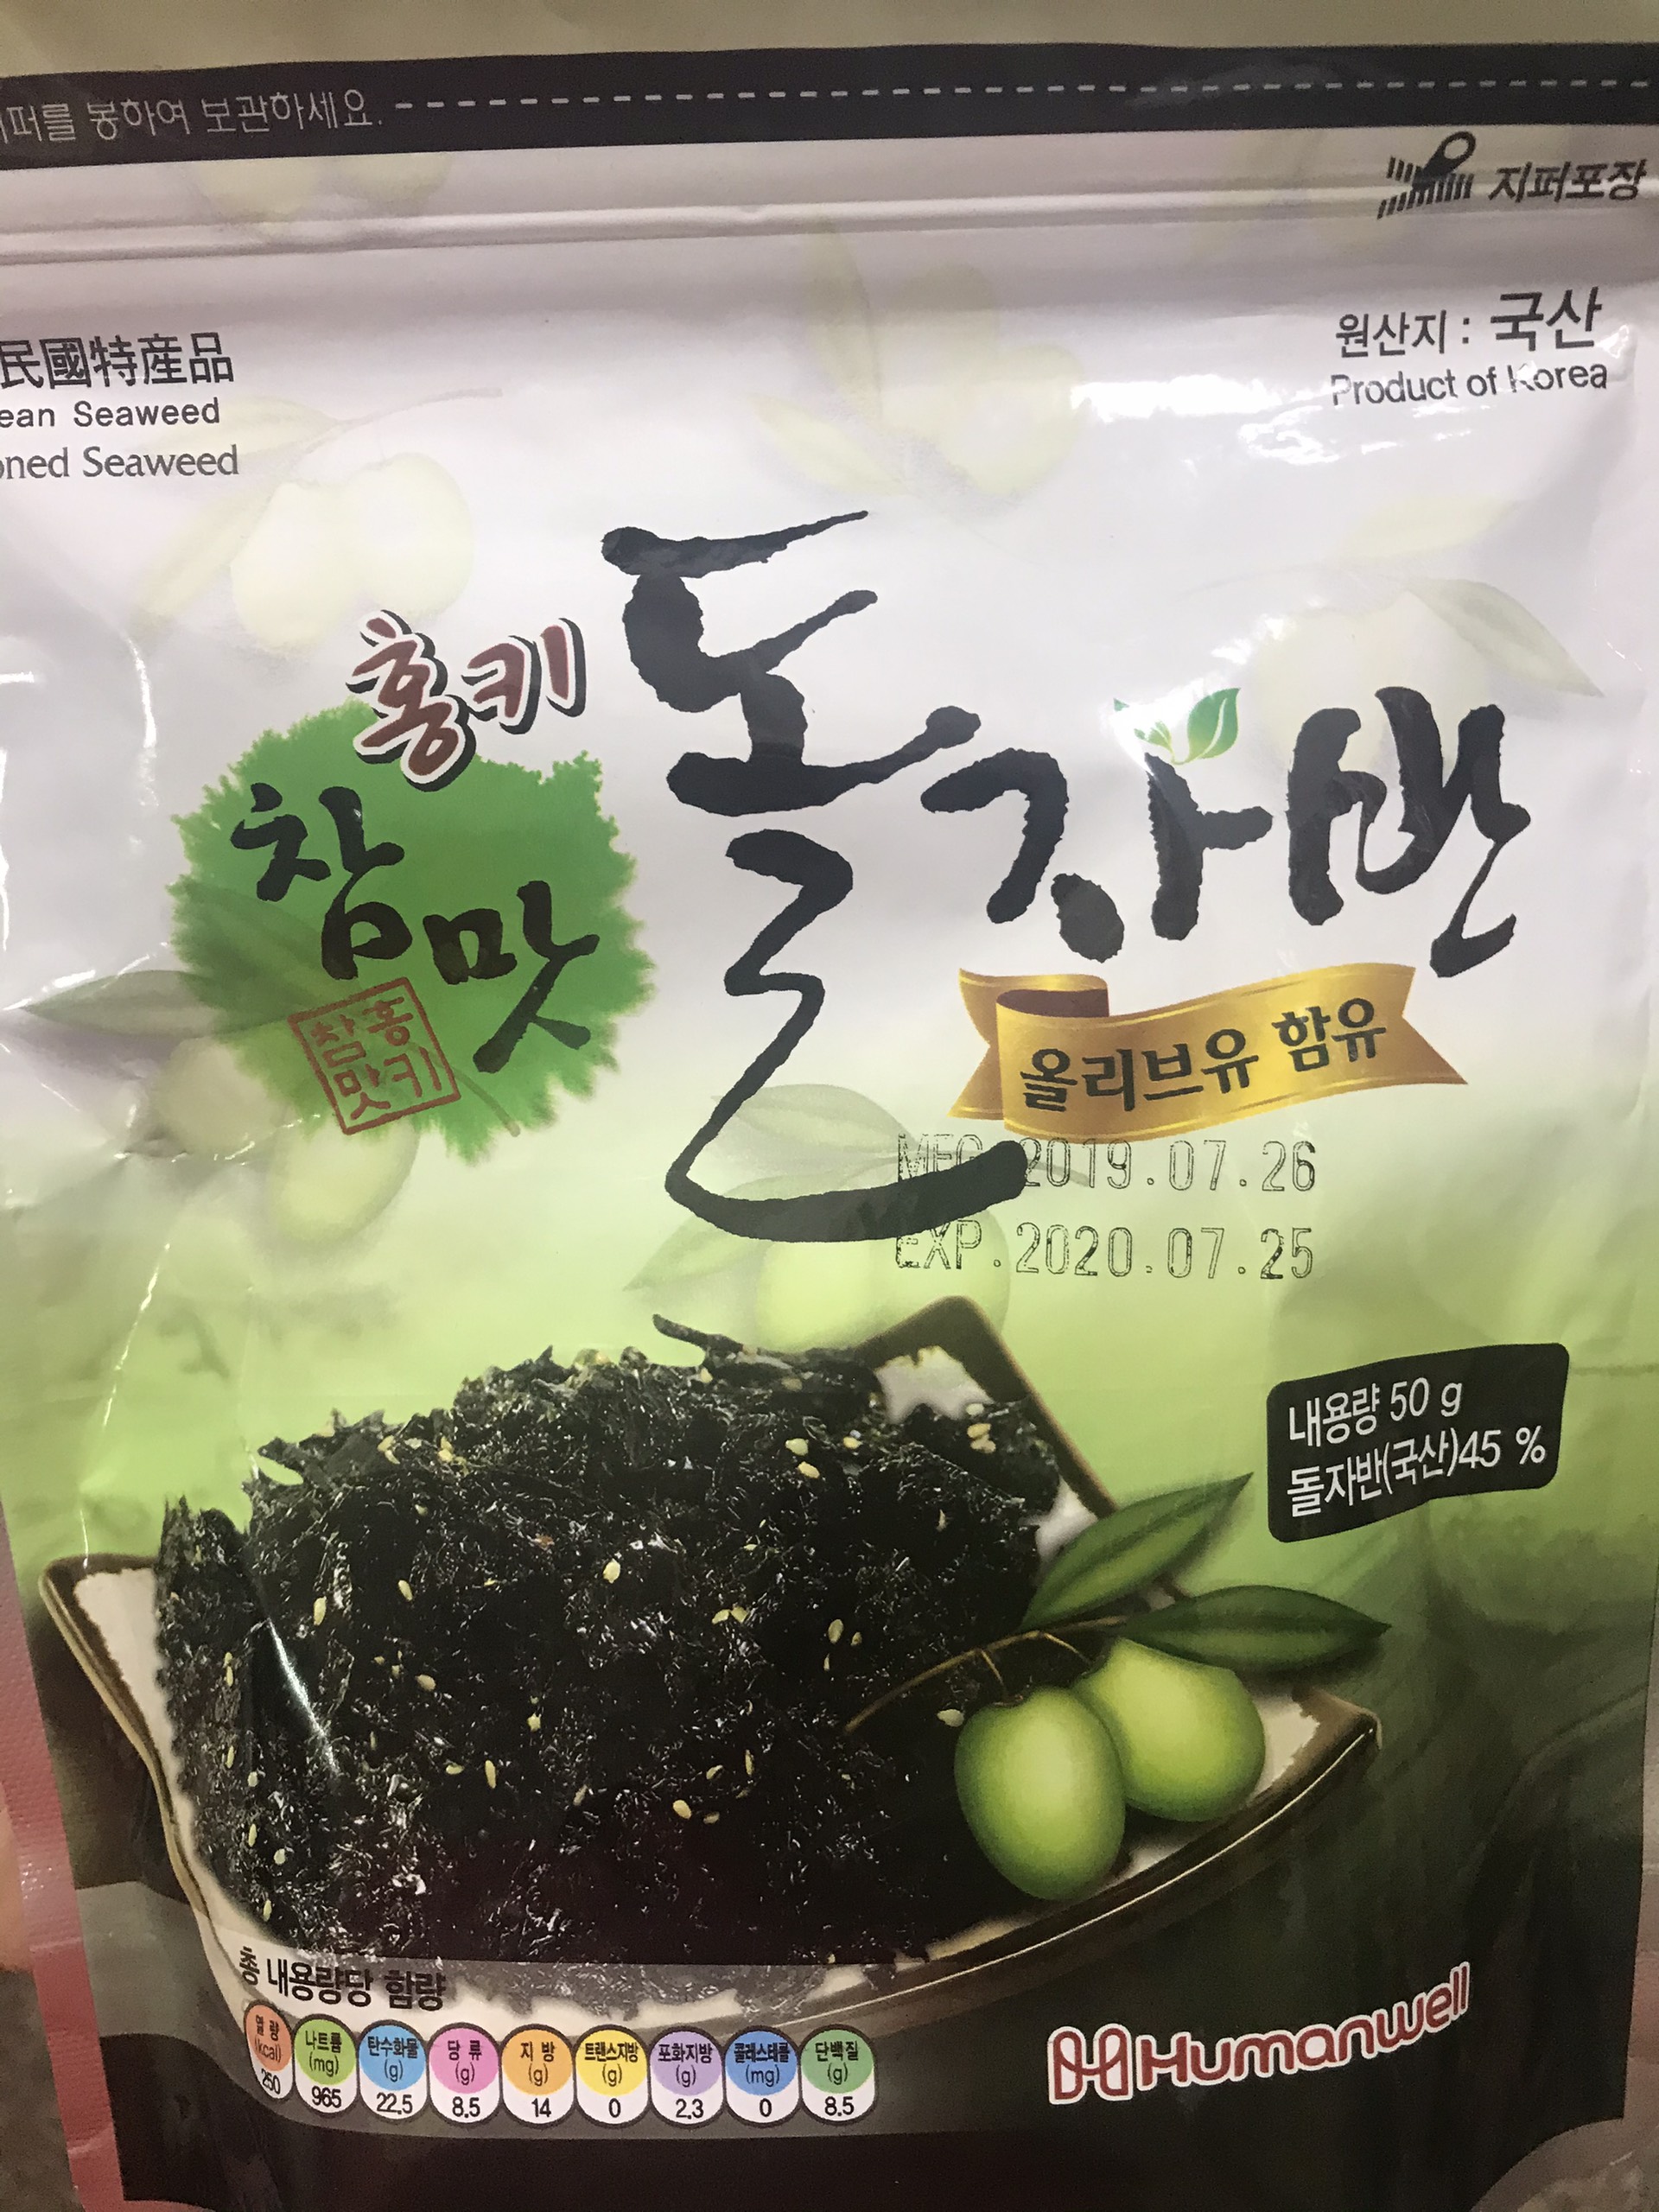 퍼를 봉하여 보관하세요.
지퍼포장
民國特産品
ean Seaweed
oned Seaweed
원산지 : 국산
Product of Korea
홍키
참맛
돌자반
홍키
참맛
올리브유 함유
MFG 2019.07.26
EXP.2020.07.25
내용량 50 g
돌자반(국산)45 %
총 내용량당 함량
열량 (kcal) 250
나트륨 (mg) 965
탄수화물 (g) 22.5
당류 (g) 8.5
지방 (g) 14
트랜스지방 (g) 0
포화지방 (g) 2.3
콜레스테롤 (mg) 0
단백질 (g) 8.5
Humanwell